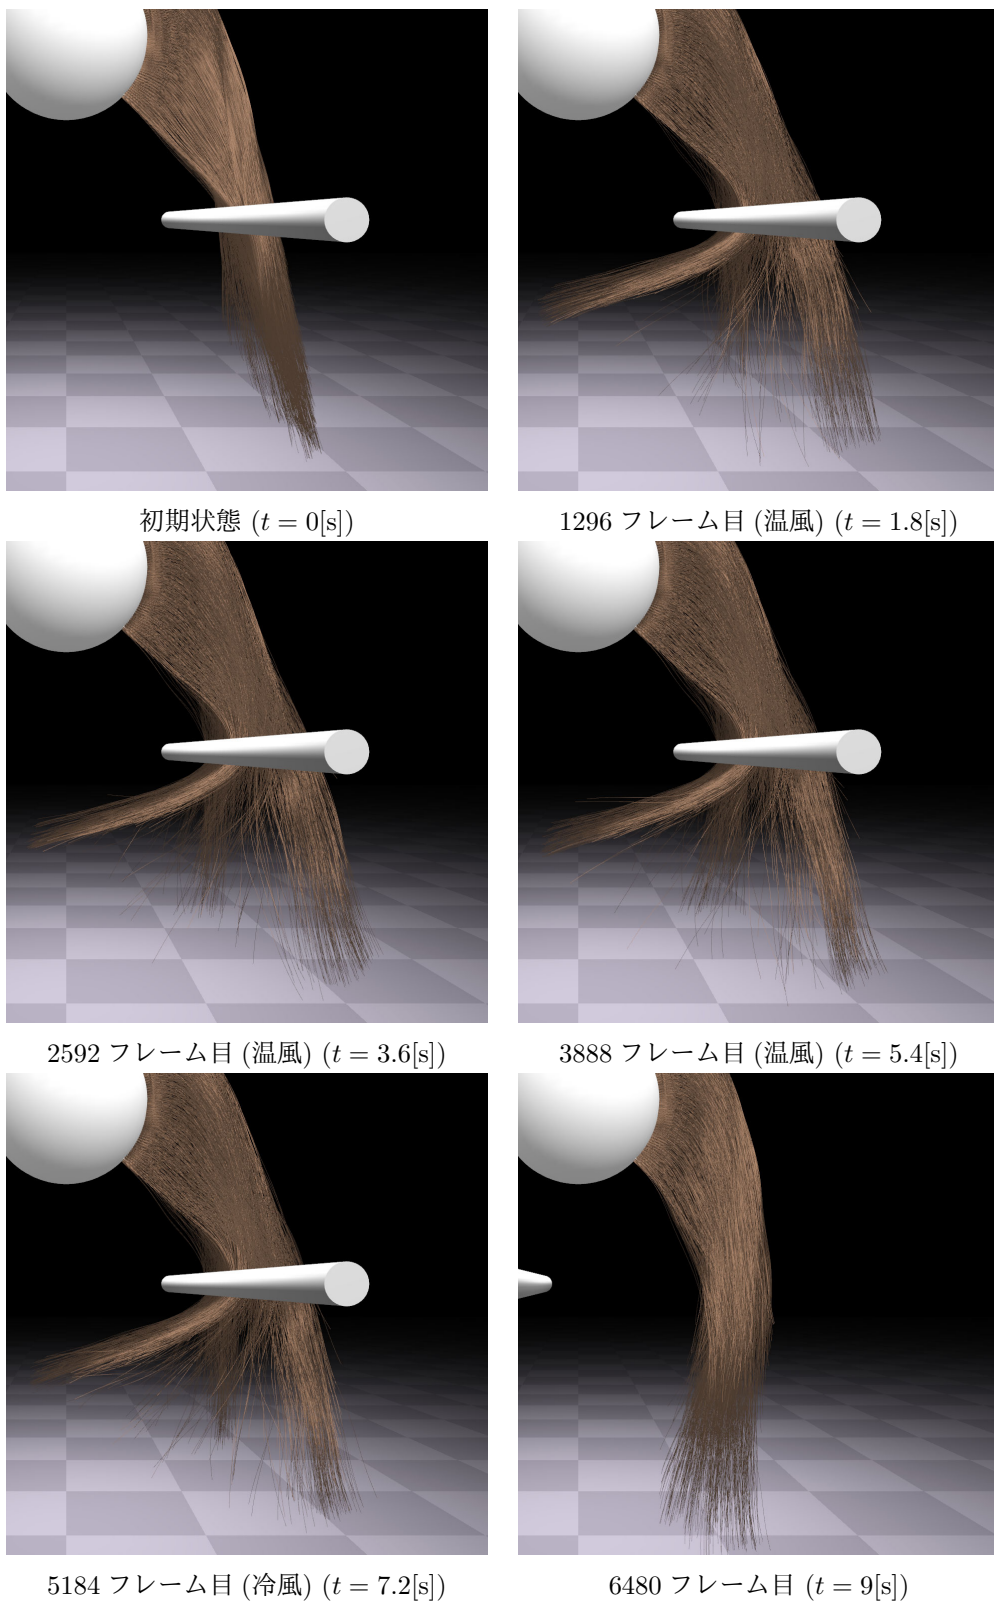 初期状態 (t = 0[s])
1296 フレーム目 (温風) (t = 1.8[s])
2592 フレーム目 (温風) (t = 3.6[s])
3888 フレーム目 (温風) (t = 5.4[s])
5184 フレーム目 (冷風) (t = 7.2[s])
6480 フレーム目 (t = 9[s])